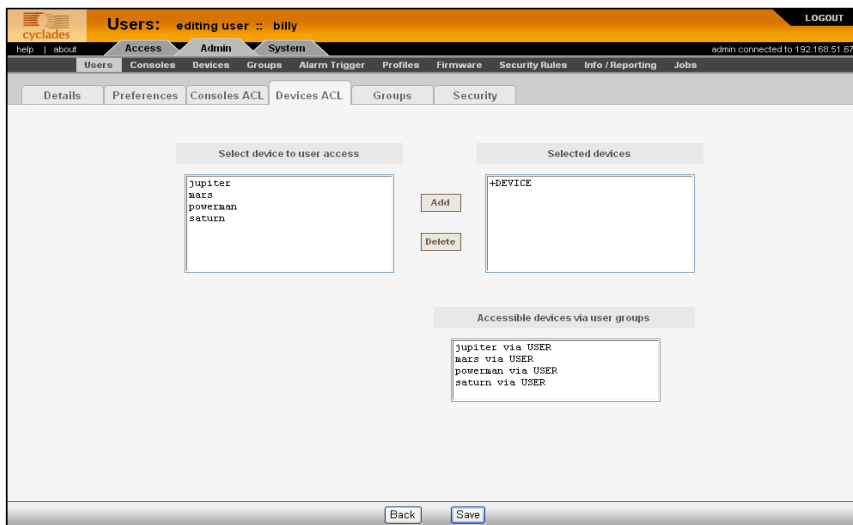 cyclades
Users: editing user :: billy
LOGOUT
help | about
Access Admin System
admin connected to 192.168.51.67
Users Consoles Devices Groups Alarm Trigger Profiles Firmware Security Rules Info / Reporting Jobs
Details Preferences Consoles ACL Devices ACL Groups Security
Select device to user access
jupiter
mars
powerman
saturn
Add
Delete
Selected devices
+DEVICE
Accessible devices via user groups
jupiter via USER
mars via USER
powerman via USER
saturn via USER
Back Save